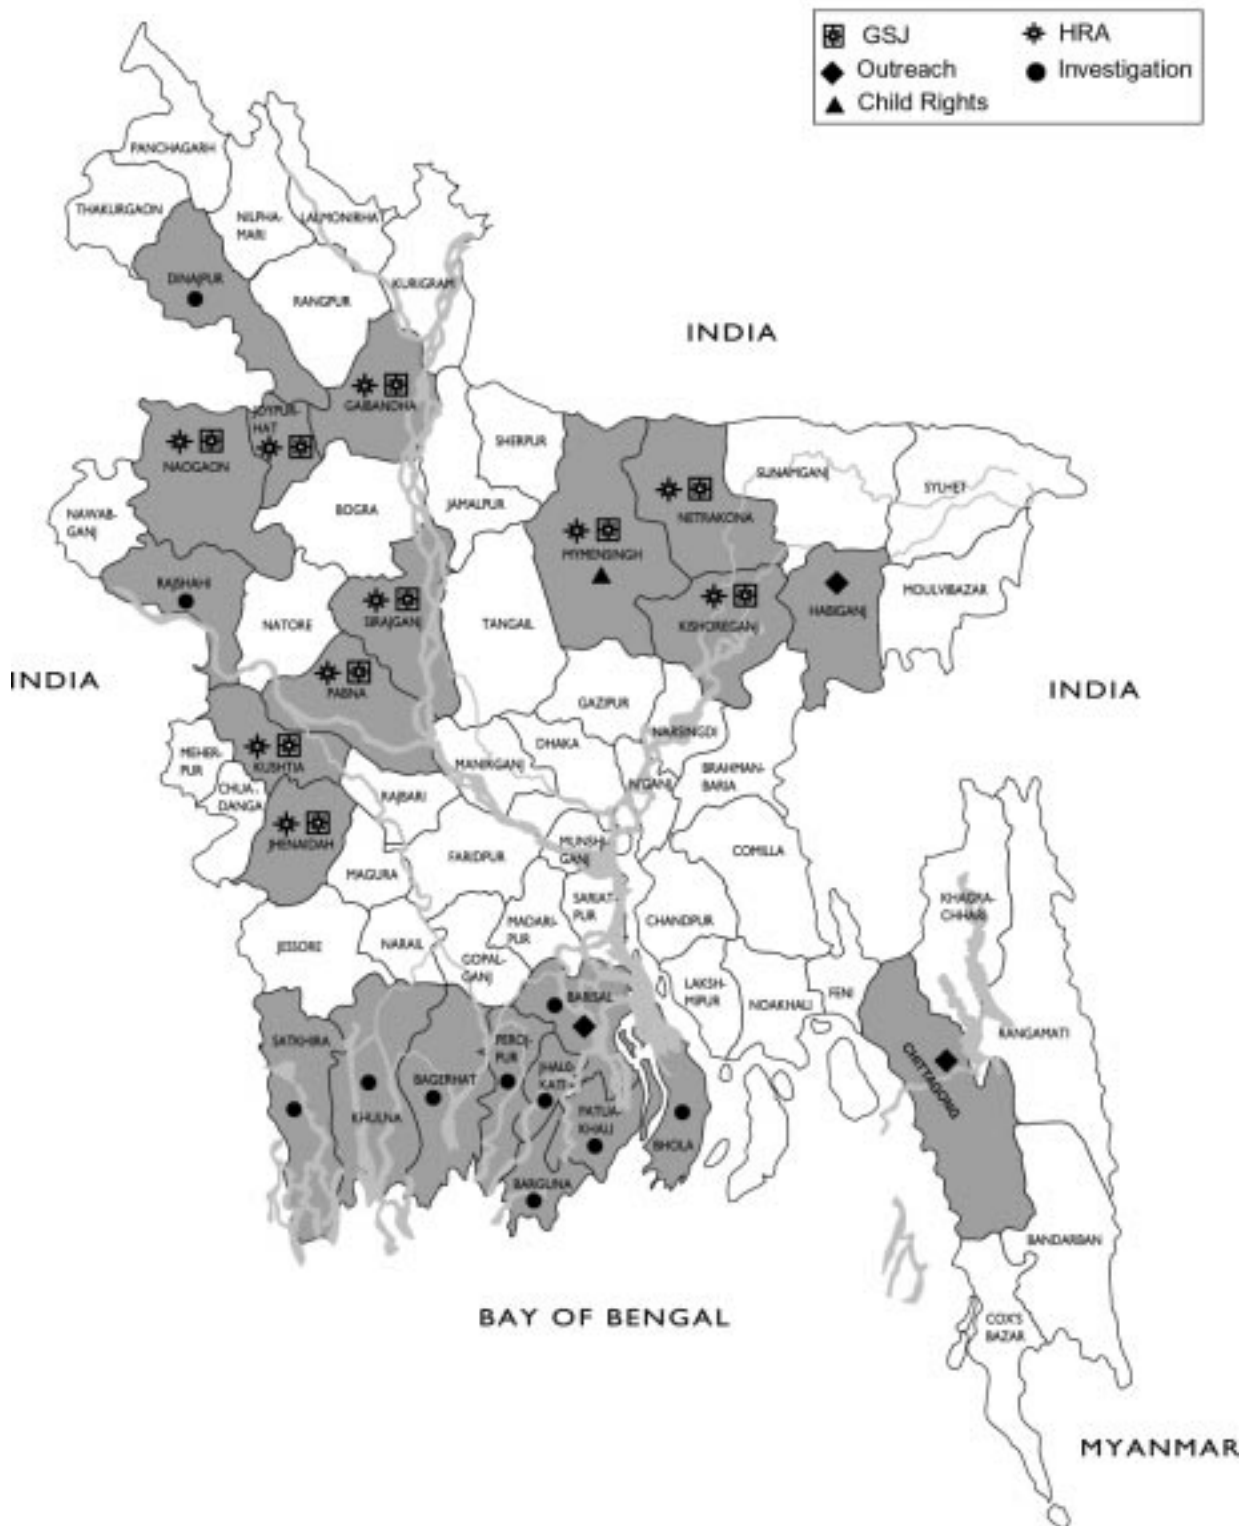 GSJ
HRA
Outreach
Investigation
Child Rights
PANCHAGARH
THAKURGAON
NILPHA-
MARI
LALMONIRHAT
DINAJPUR
KURIGRAM
RANGPUR
INDIA
GAIBANDHA
JOYPUR-
HAT
SHERPUR
NAOGAON
SUNAMGANJ
SYLHET
NAWAB-
GANJ
BOGRA
JAMALPUR
NETRAKONA
MYMENSINGH
RAJSHAHI
HABIGANJ
MOULVIBAZAR
NATORE
SIRAJGANJ
TANGAIL
KISHOREGANJ
INDIA
PABNA
INDIA
GAZIPUR
NARSINGDI
MEHER-
PUR
KUSHTIA
MANIKGANJ
DHAKA
N'GANJ
BRAHMAN-
BARIA
CHUA-
DANGA
RAJBARI
JHENAIDAH
MUNSHI-
GANJ
FARIDPUR
COMILLA
MAGURA
MADARI-
PUR
SARIAT-
PUR
CHANDPUR
KHAGRA-
CHHARI
JESSORE
NARAIL
GOPAL-
GANJ
LAKSH-
MIPUR
NOAKHALI
FENI
BARISAL
RANGAMATI
SATKHIRA
PEROJ-
PUR
JHALO-
KATI
CHITTAGONG
BAGERHAT
KHULNA
PATUA-
KHALI
BHOLA
BARGUNA
BANDARBAN
BAY OF BENGAL
COX'S
BAZAR
MYANMAR